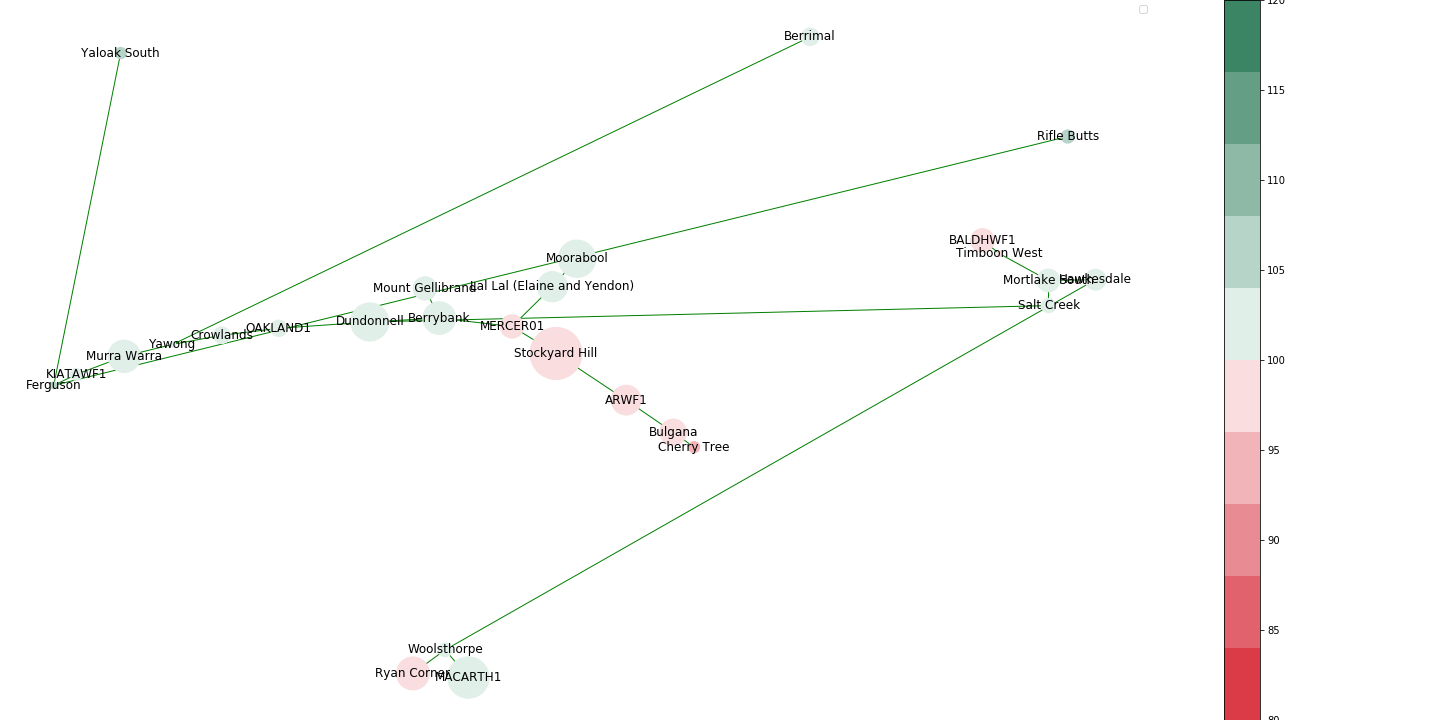 120
Berrimal
Yaloak South
115
Rifle Butts
110
BALDHWF1
Timboon West
Moorabool
105
Mortlake South
Hawkesdale
Mount Gellibrand
Lal Lal (Elaine and Yendon)
Salt Creek
Dundonnell
Berrybank
MERCER01
OAKLAND1
Crowlands
Yawong
Murra Warra
Stockyard Hill
100
KIATAWF1
Ferguson
ARWF1
95
Bulgana
Cherry Tree
90
85
Woolsthorpe
Ryan Corner
MACARTH1
80